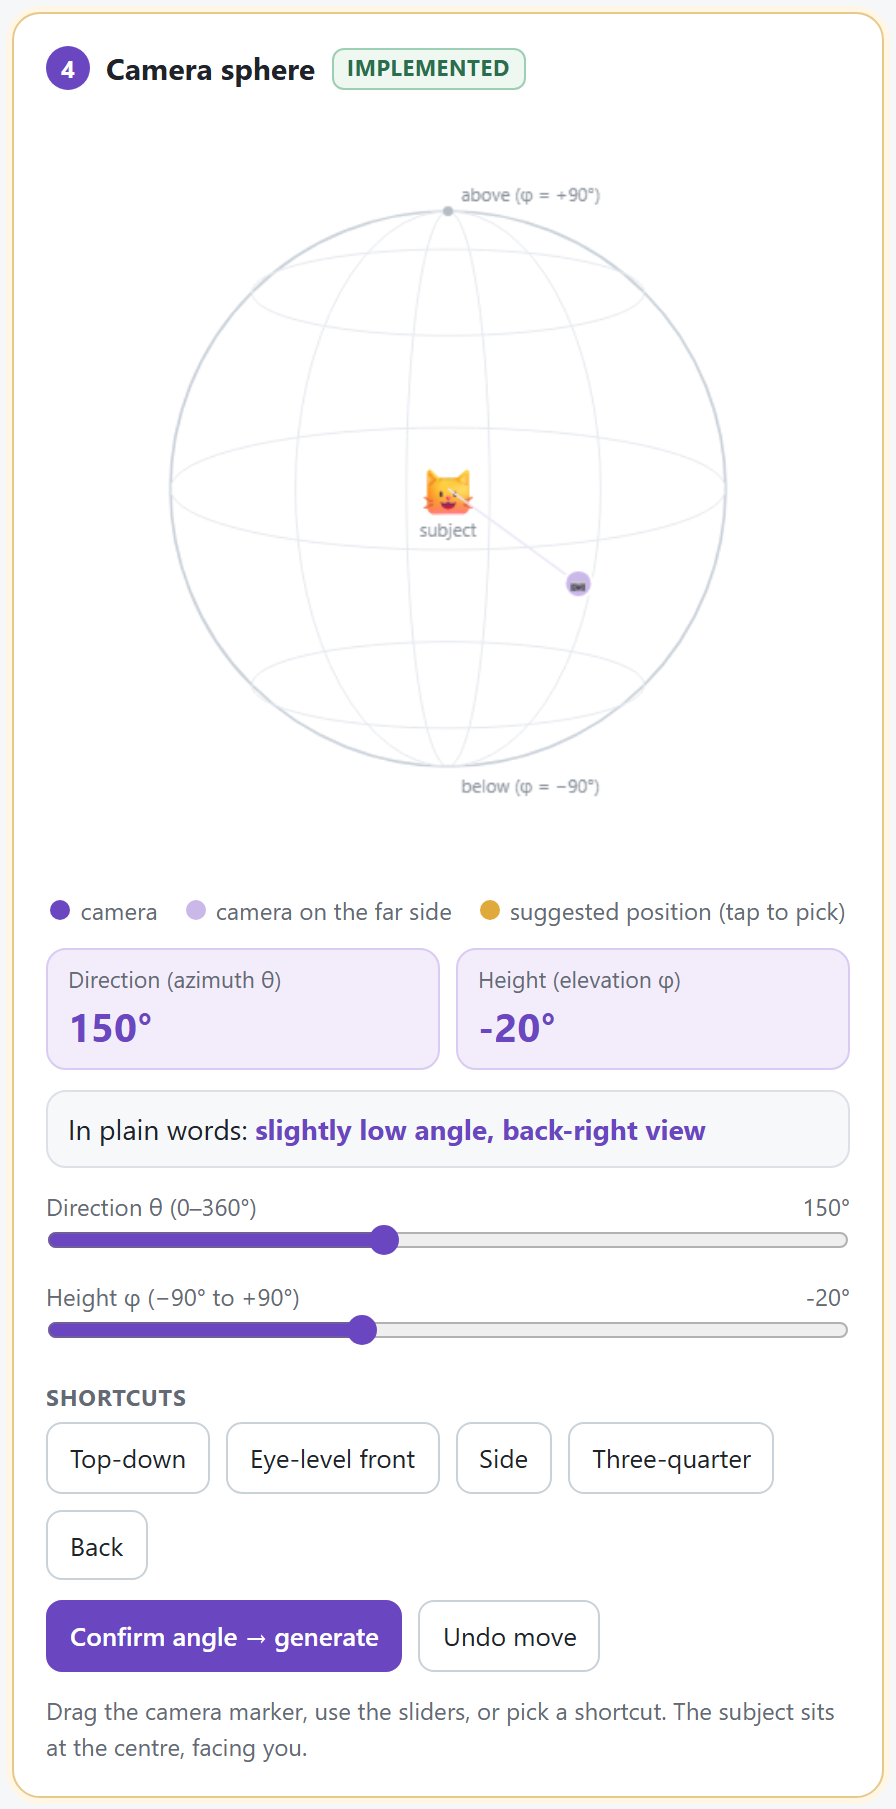 4 Camera sphere IMPLEMENTED
above (φ = +90°)
subject
below (φ = −90°)
camera camera on the far side suggested position (tap to pick)
Direction (azimuth θ) Height (elevation φ)
150° -20°
In plain words: slightly low angle, back-right view
Direction θ (0–360°) 150°
Height φ (−90° to +90°) -20°
SHORTCUTS
Top-down Eye-level front Side Three-quarter
Back
Confirm angle → generate Undo move
Drag the camera marker, use the sliders, or pick a shortcut. The subject sits
at the centre, facing you.